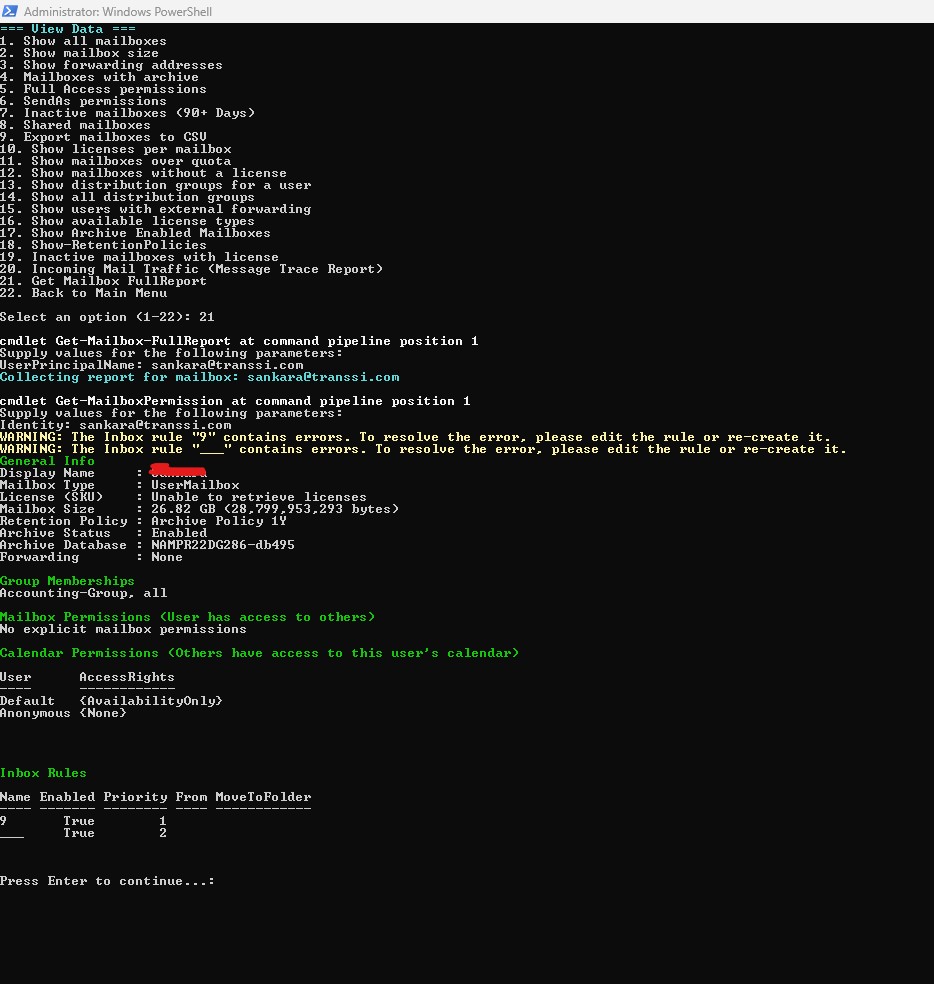 Administrator: Windows PowerShell
=== View Data ===
1. Show all mailboxes
2. Show mailbox size
3. Show forwarding addresses
4. Mailboxes with archive
5. Full Access permissions
6. SendAs permissions
7. Inactive mailboxes (90+ Days)
8. Shared mailboxes
9. Export mailboxes to CSV
10. Show licenses per mailbox
11. Show mailboxes over quota
12. Show mailboxes without a license
13. Show distribution groups for a user
14. Show all distribution groups
15. Show users with external forwarding
16. Show available license types
17. Show Archive Enabled Mailboxes
18. Show-RetentionPolicies
19. Inactive mailboxes with license
20. Incoming Mail Traffic (Message Trace Report)
21. Get Mailbox FullReport
22. Back to Main Menu
Select an option (1-22): 21
cmdlet Get-Mailbox-FullReport at command pipeline position 1
Supply values for the following parameters:
UserPrincipalName: sankara@transsi.com
Collecting report for mailbox: sankara@transsi.com
cmdlet Get-MailboxPermission at command pipeline position 1
Supply values for the following parameters:
Identity: sankara@transsi.com
WARNING: The Inbox rule "9" contains errors. To resolve the error, please edit the rule or re-create it.
WARNING: The Inbox rule "___" contains errors. To resolve the error, please edit the rule or re-create it.
General Info
Display Name     :
Mailbox Type     : UserMailbox
License (SKU)    : Unable to retrieve licenses
Mailbox Size     : 26.82 GB (28,799,953,293 bytes)
Retention Policy : Archive Policy 1Y
Archive Status   : Enabled
Archive Database : NAMPR22DG286-db495
Forwarding       : None
Group Memberships
Accounting-Group, all
Mailbox Permissions (User has access to others)
No explicit mailbox permissions
Calendar Permissions (Others have access to this user's calendar)
User      AccessRights
----      ------------
Default   {AvailabilityOnly}
Anonymous {None}
Inbox Rules
Name Enabled Priority From MoveToFolder
---- ------- -------- ---- ------------
9       True        1
___     True        2
Press Enter to continue...: